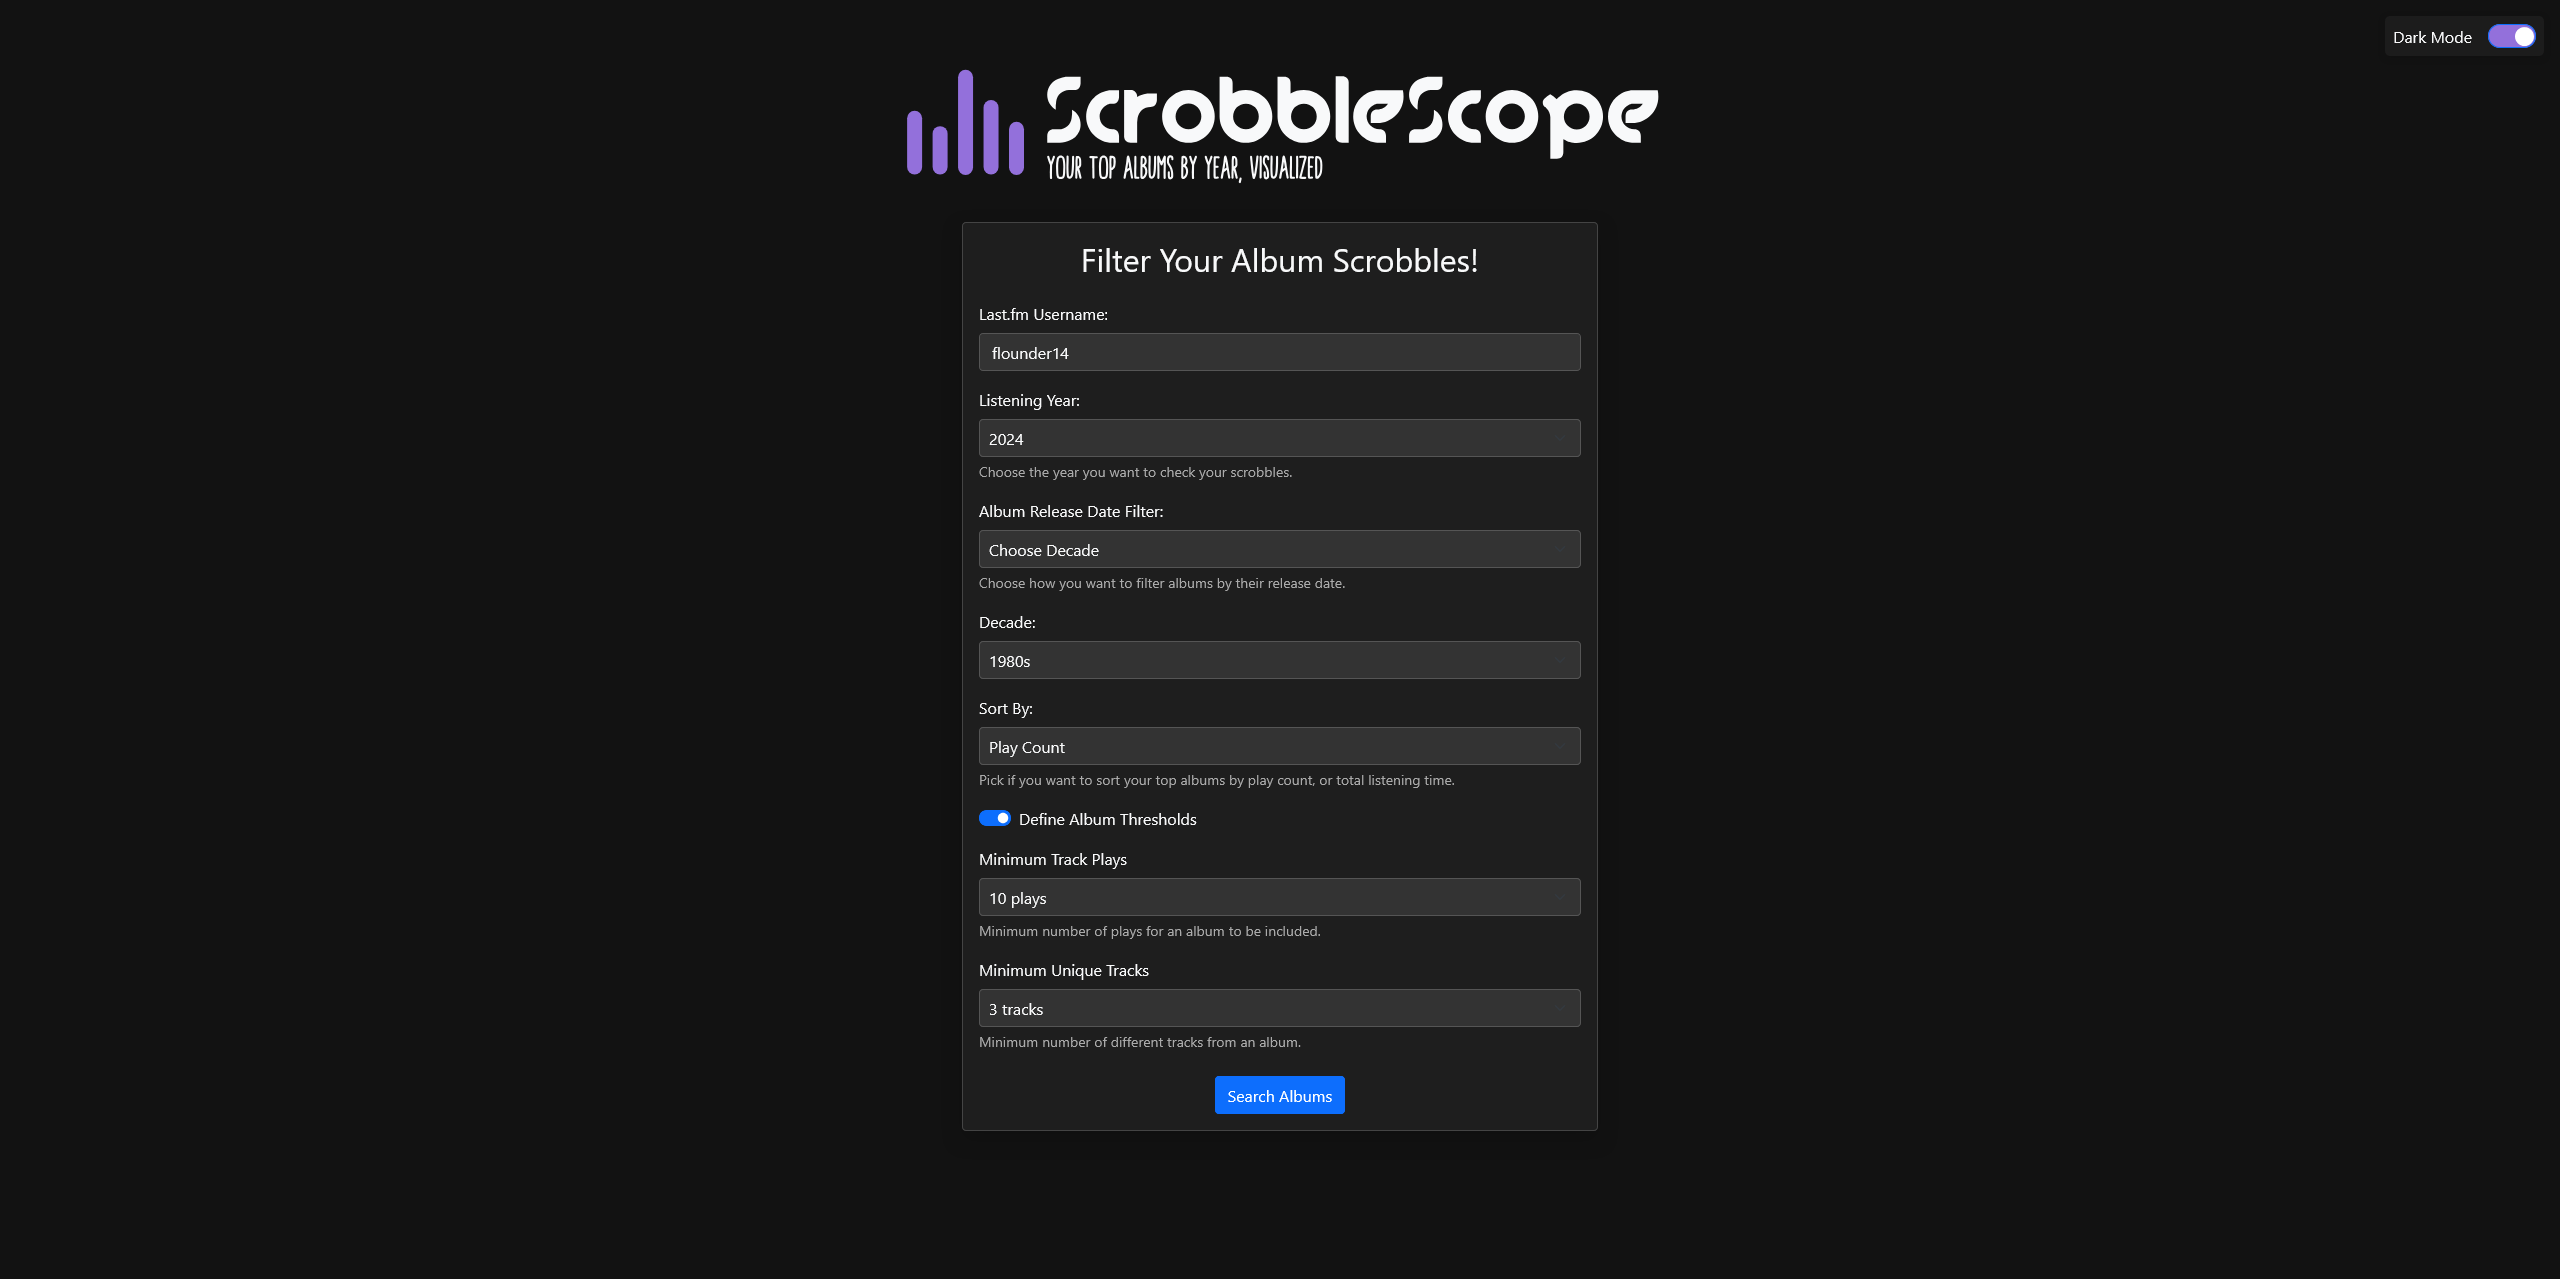 Dark Mode
ScrobbleScope
YOUR TOP ALBUMS BY YEAR, VISUALIZED
Filter Your Album Scrobbles!
Last.fm Username:
flounder14
Listening Year:
2024
Choose the year you want to check your scrobbles.
Album Release Date Filter:
Choose Decade
Choose how you want to filter albums by their release date.
Decade:
1980s
Sort By:
Play Count
Pick if you want to sort your top albums by play count, or total listening time.
Define Album Thresholds
Minimum Track Plays
10 plays
Minimum number of plays for an album to be included.
Minimum Unique Tracks
3 tracks
Minimum number of different tracks from an album.
Search Albums